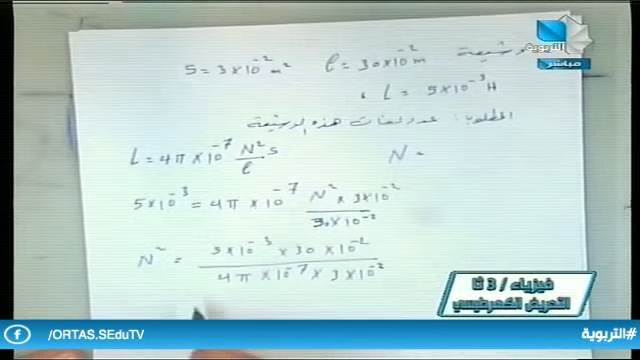 التربوية
مباشر
وشيعة l = 30×10⁻² m S = 3×10⁻² m²
، L = 5×10⁻³ H
المطلوب: عدد لفات هذه الوشيعة
N =
L = 4π×10⁻⁷ N²/l S
5×10⁻³ = 4π×10⁻⁷ N²×3×10⁻²/30×10⁻²
N² = 5×10⁻³×30×10⁻²/4π×10⁻⁷×3×10⁻²
فيزياء / 3 ثا
التحريض الكهرطيسي
/ORTAS.SEduTV
#التربوية